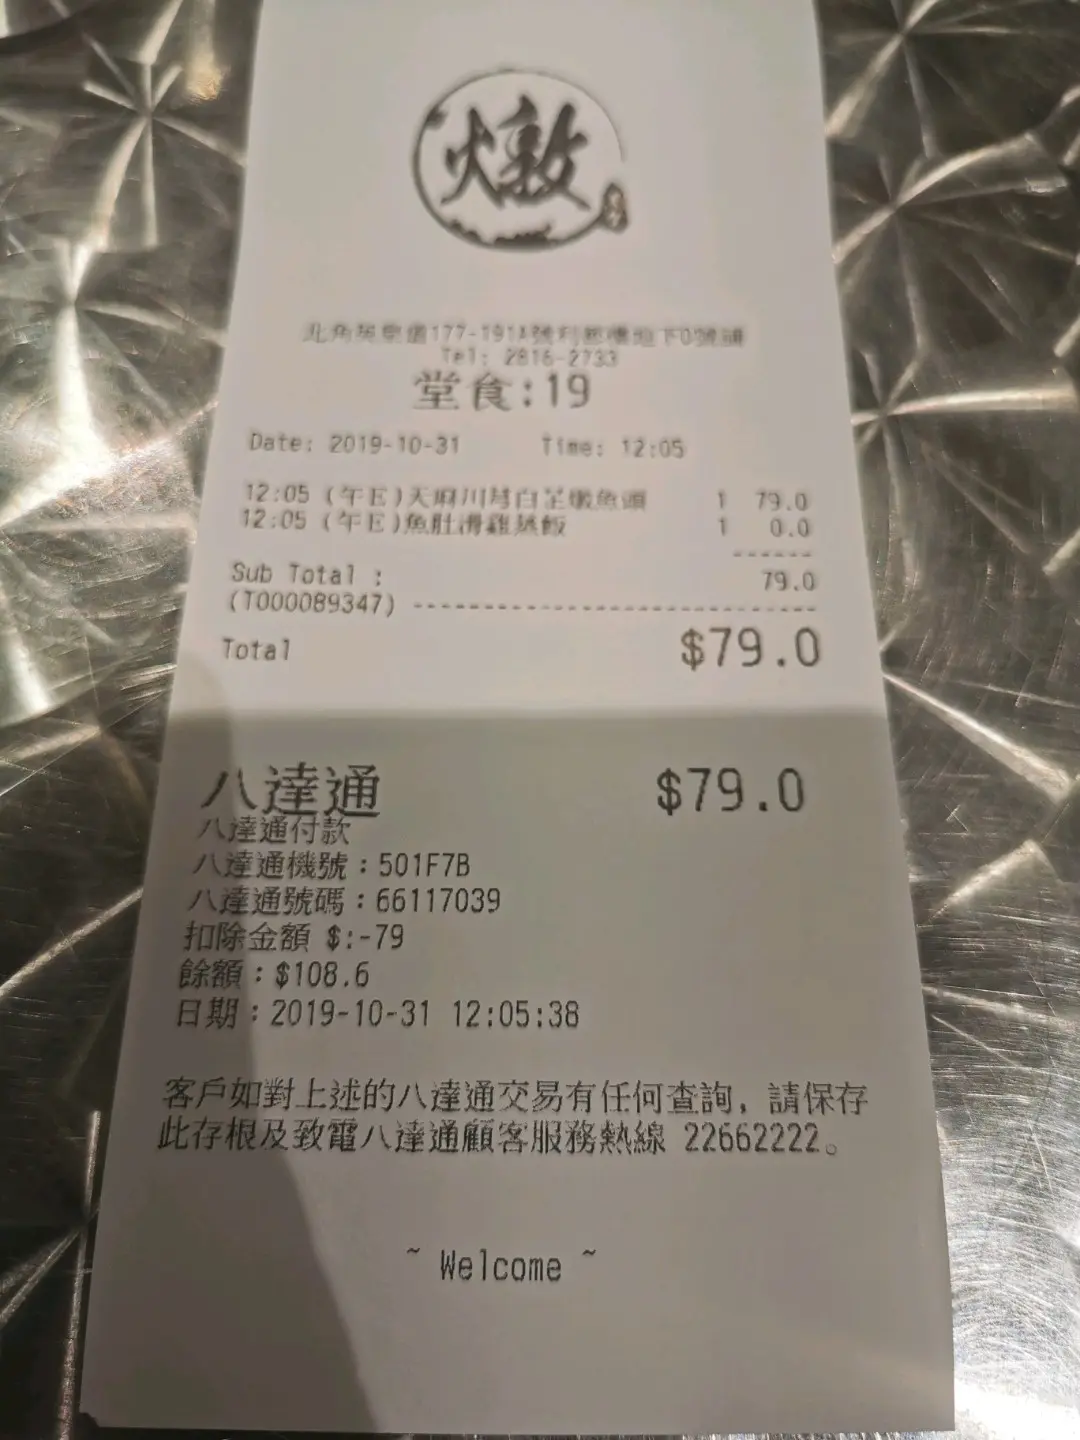 燉
北角英皇道177-191A號利都樓地下D號舖
Tel: 2816-2733
堂食:19
Date: 2019-10-31 Time: 12:05
12:05 (午E)天麻川芎白芷燉魚頭 1 79.0
12:05 (午E)魚肚滑雞蒸飯 1 0.0
Sub Total : 79.0
(T000089347)
Total $79.0
八達通 $79.0
八達通付款
八達通機號：501F7B
八達通號碼：66117039
扣除金額 $:-79
餘額：$108.6
日期：2019-10-31 12:05:38
客戶如對上述的八達通交易有任何查詢, 請保存
此存根及致電八達通顧客服務熱線 22662222。
~ Welcome ~